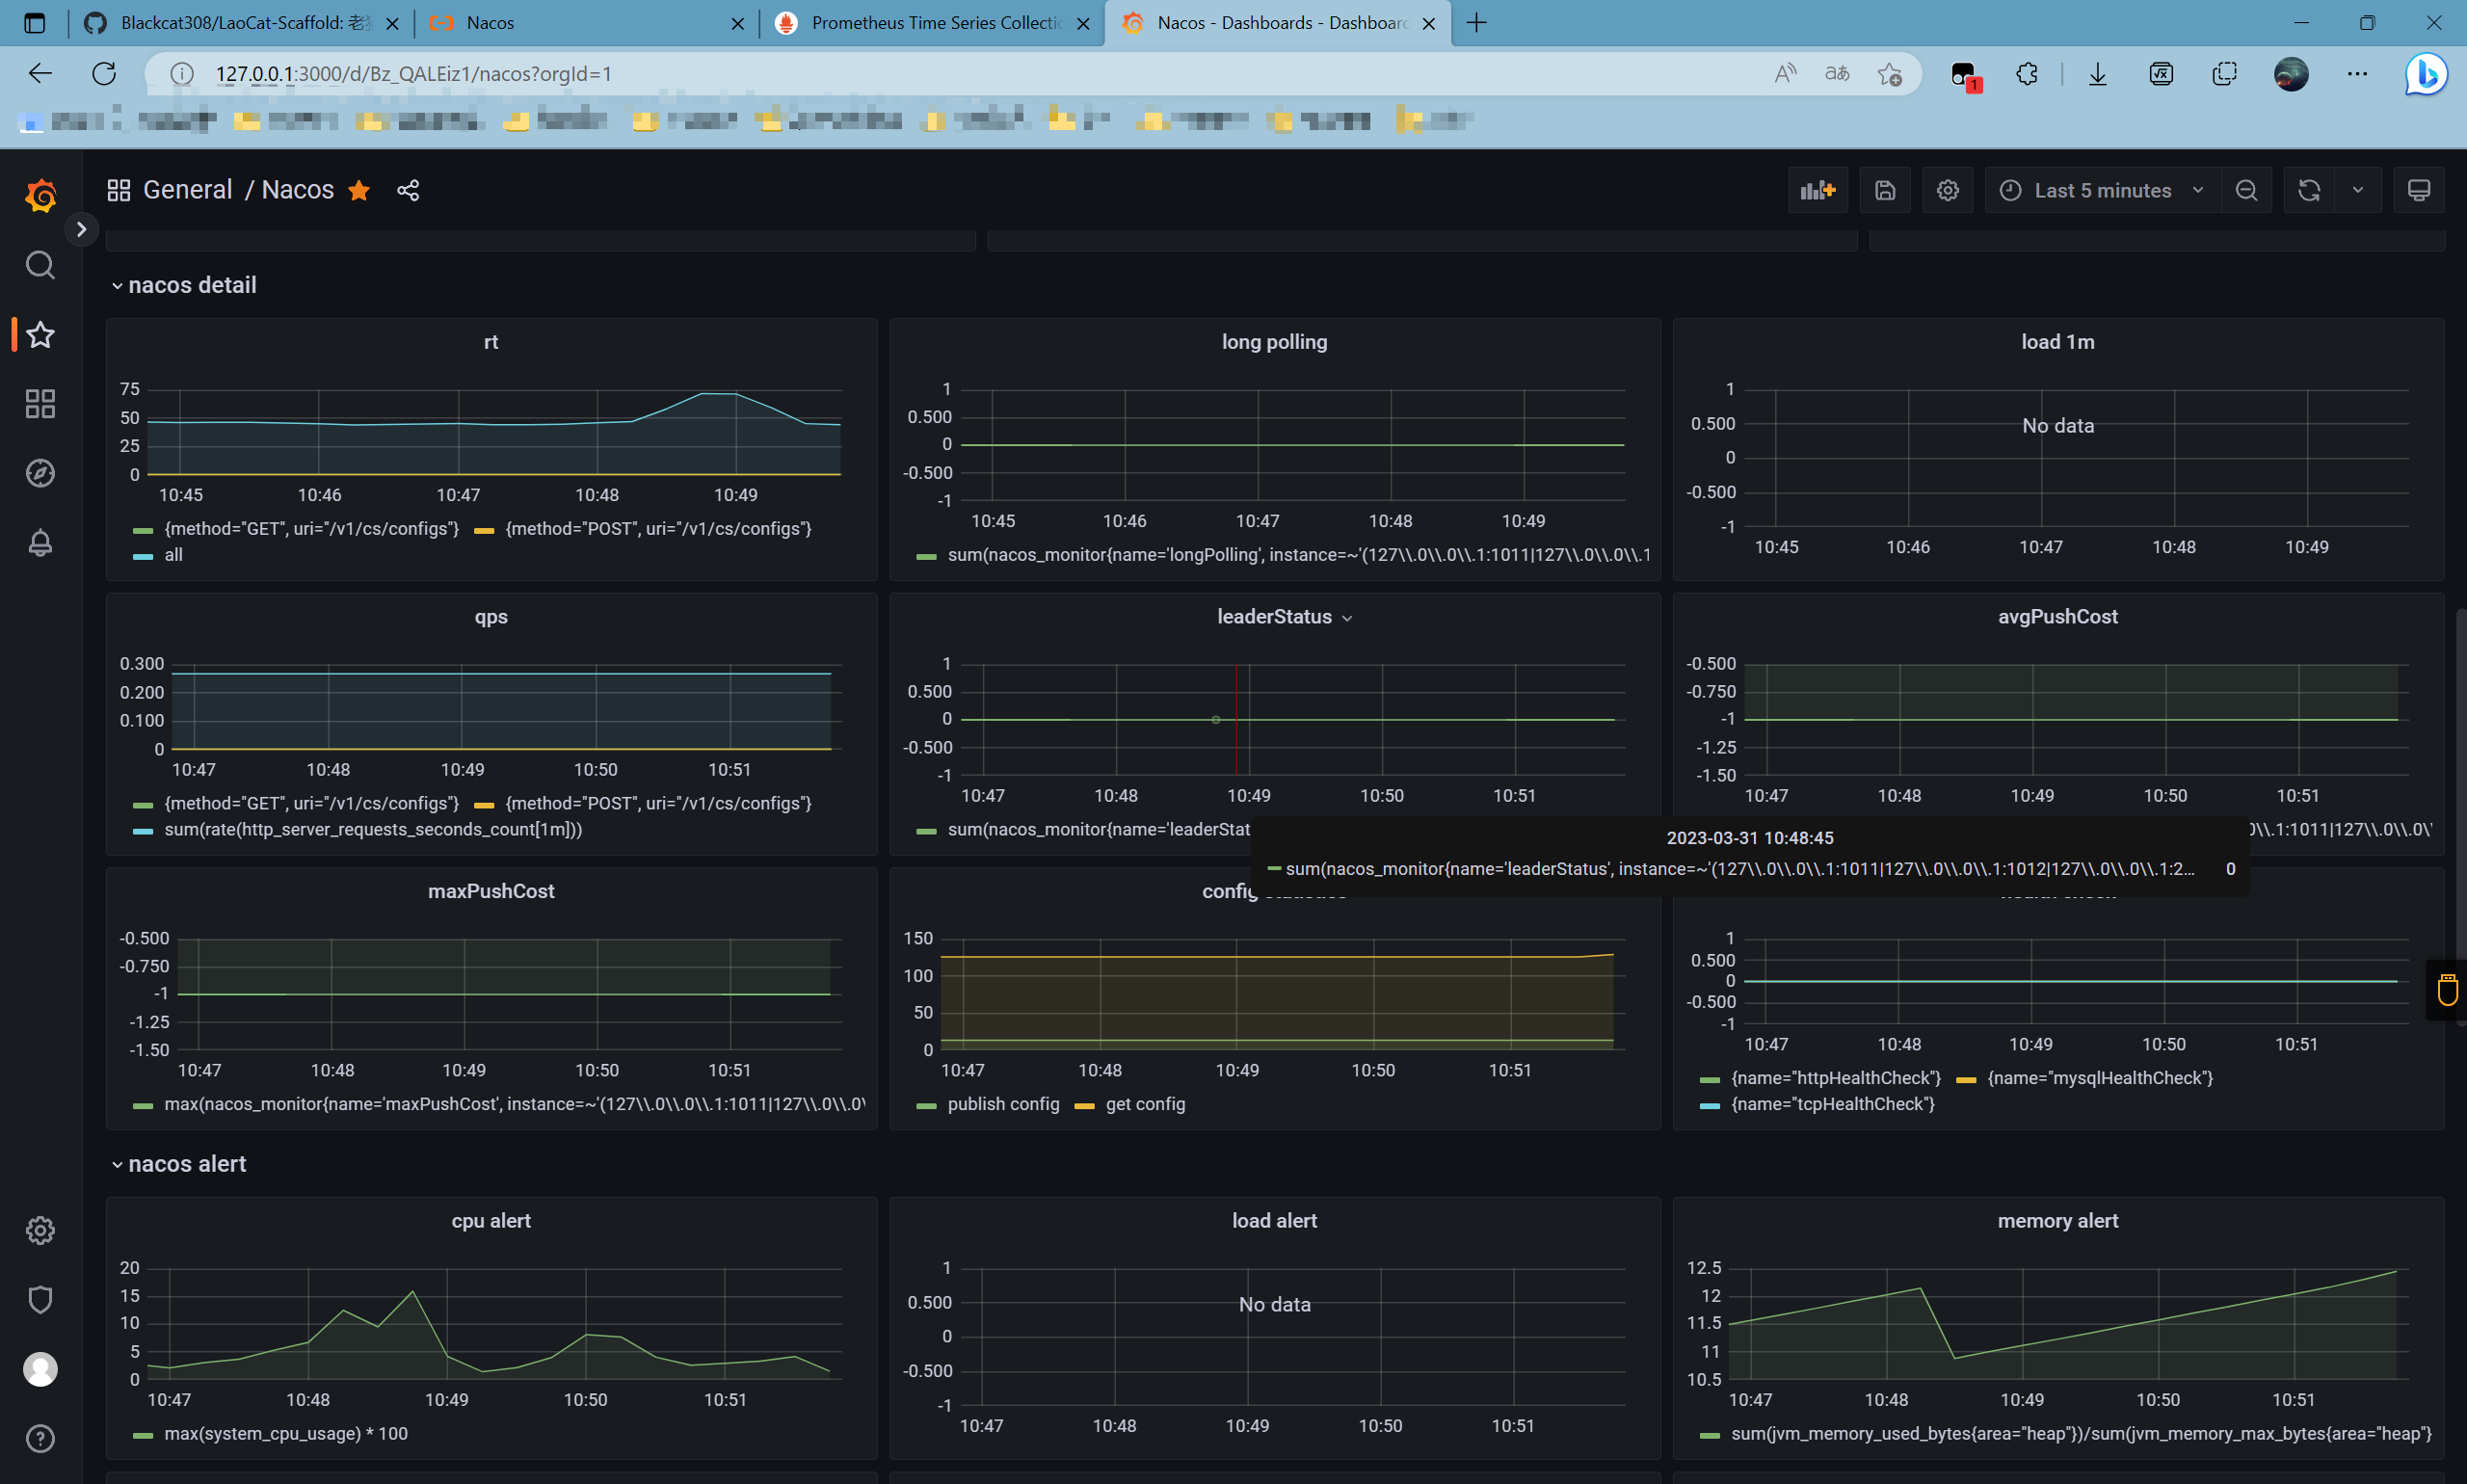 Blackcat308/LaoCat-Scaffold: 老
Nacos
Prometheus Time Series Collectic
Nacos - Dashboards - Dashboarc
127.0.0.1:3000/d/Bz_QALEiz1/nacos?orgId=1
aあ
1
General / Nacos
Last 5 minutes
nacos detail
rt
75
50
25
0
10:45 10:46 10:47 10:48 10:49
{method="GET", uri="/v1/cs/configs"} {method="POST", uri="/v1/cs/configs"}
all
long polling
1
0.500
0
-0.500
-1
10:45 10:46 10:47 10:48 10:49
sum(nacos_monitor{name='longPolling', instance=~'(127\\.0\\.0\\.1:1011|127\\.0\\.0\\.1
load 1m
1
0.500
0
-0.500
-1
No data
10:45 10:46 10:47 10:48 10:49
qps
0.300
0.200
0.100
0
10:47 10:48 10:49 10:50 10:51
{method="GET", uri="/v1/cs/configs"} {method="POST", uri="/v1/cs/configs"}
sum(rate(http_server_requests_seconds_count[1m]))
leaderStatus
1
0.500
0
-0.500
-1
10:47 10:48 10:49 10:50 10:51
sum(nacos_monitor{name='leaderStat
avgPushCost
-0.500
-0.750
-1
-1.25
-1.50
10:47 10:48 10:49 10:50 10:51
0\\.1:1011|127\\.0\\.0\'
2023-03-31 10:48:45
sum(nacos_monitor{name='leaderStatus', instance=~'(127\\.0\\.0\\.1:1011|127\\.0\\.0\\.1:1012|127\\.0\\.0\\.1:2... 0
maxPushCost
-0.500
-0.750
-1
-1.25
-1.50
10:47 10:48 10:49 10:50 10:51
max(nacos_monitor{name='maxPushCost', instance=~'(127\\.0\\.0\\.1:1011|127\\.0\\.0\
config
150
100
50
0
10:47 10:48 10:49 10:50 10:51
publish config get config
1
0.500
0
-0.500
-1
10:47 10:48 10:49 10:50 10:51
{name="httpHealthCheck"} {name="mysqlHealthCheck"}
{name="tcpHealthCheck"}
nacos alert
cpu alert
20
15
10
5
0
10:47 10:48 10:49 10:50 10:51
max(system_cpu_usage) * 100
load alert
1
0.500
0
-0.500
-1
No data
10:47 10:48 10:49 10:50 10:51
memory alert
12.5
12
11.5
11
10.5
10:47 10:48 10:49 10:50 10:51
sum(jvm_memory_used_bytes{area="heap"})/sum(jvm_memory_max_bytes{area="heap"}